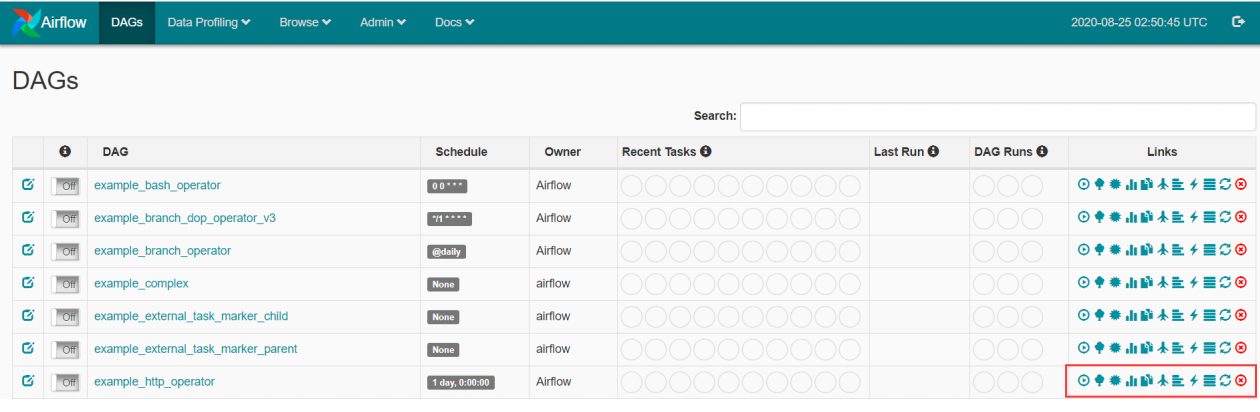 Airflow DAGs Data Profiling Browse Admin Docs 2020-08-25 02:50:45 UTC
DAGs
Search:
DAG Schedule Owner Recent Tasks Last Run DAG Runs Links
Off example_bash_operator 0 0 * * * Airflow
Off example_branch_dop_operator_v3 */1 * * * * Airflow
Off example_branch_operator @daily Airflow
Off example_complex None airflow
Off example_external_task_marker_child None airflow
Off example_external_task_marker_parent None airflow
Off example_http_operator 1 day, 0:00:00 Airflow